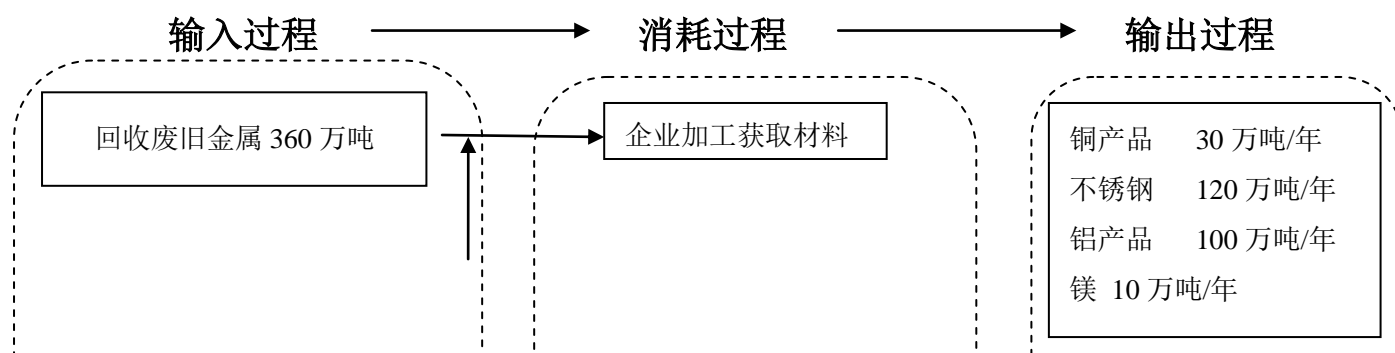 输入过程
消耗过程
输出过程
回收废旧金属 360 万吨
企业加工获取材料
铜产品 30 万吨/年
不锈钢 120 万吨/年
铝产品 100 万吨/年
镁 10 万吨/年